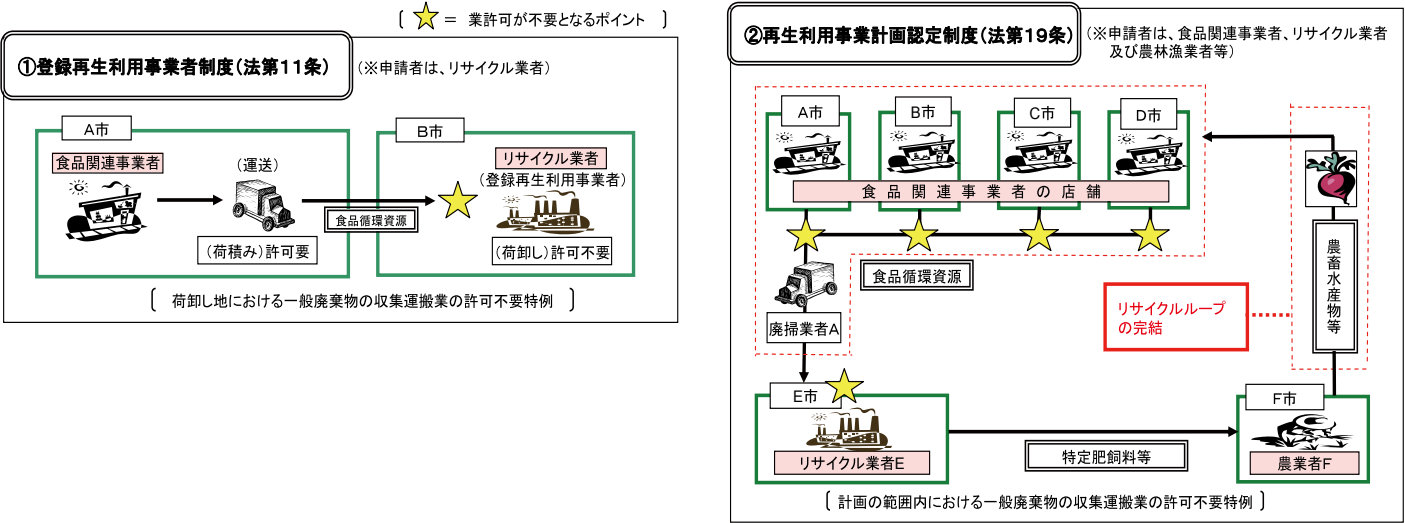 〔 ＝ 業許可が不要となるポイント 〕
①登録再生利用事業者制度（法第11条）
（※申請者は、リサイクル業者）
A市
食品関連事業者
（運送）
（荷積み）許可要
食品循環資源
B市
リサイクル業者
（登録再生利用事業者）
（荷卸し）許可不要
〔 荷卸し地における一般廃棄物の収集運搬業の許可不要特例 〕
②再生利用事業計画認定制度（法第19条）
（※申請者は、食品関連事業者、リサイクル業者
及び農林漁業者等）
A市
B市
C市
D市
食品関連事業者の店舗
食品循環資源
廃掃業者A
リサイクルループ
の完結
農畜水産物等
E市
リサイクル業者E
特定肥飼料等
F市
農業者F
〔 計画の範囲内における一般廃棄物の収集運搬業の許可不要特例 〕